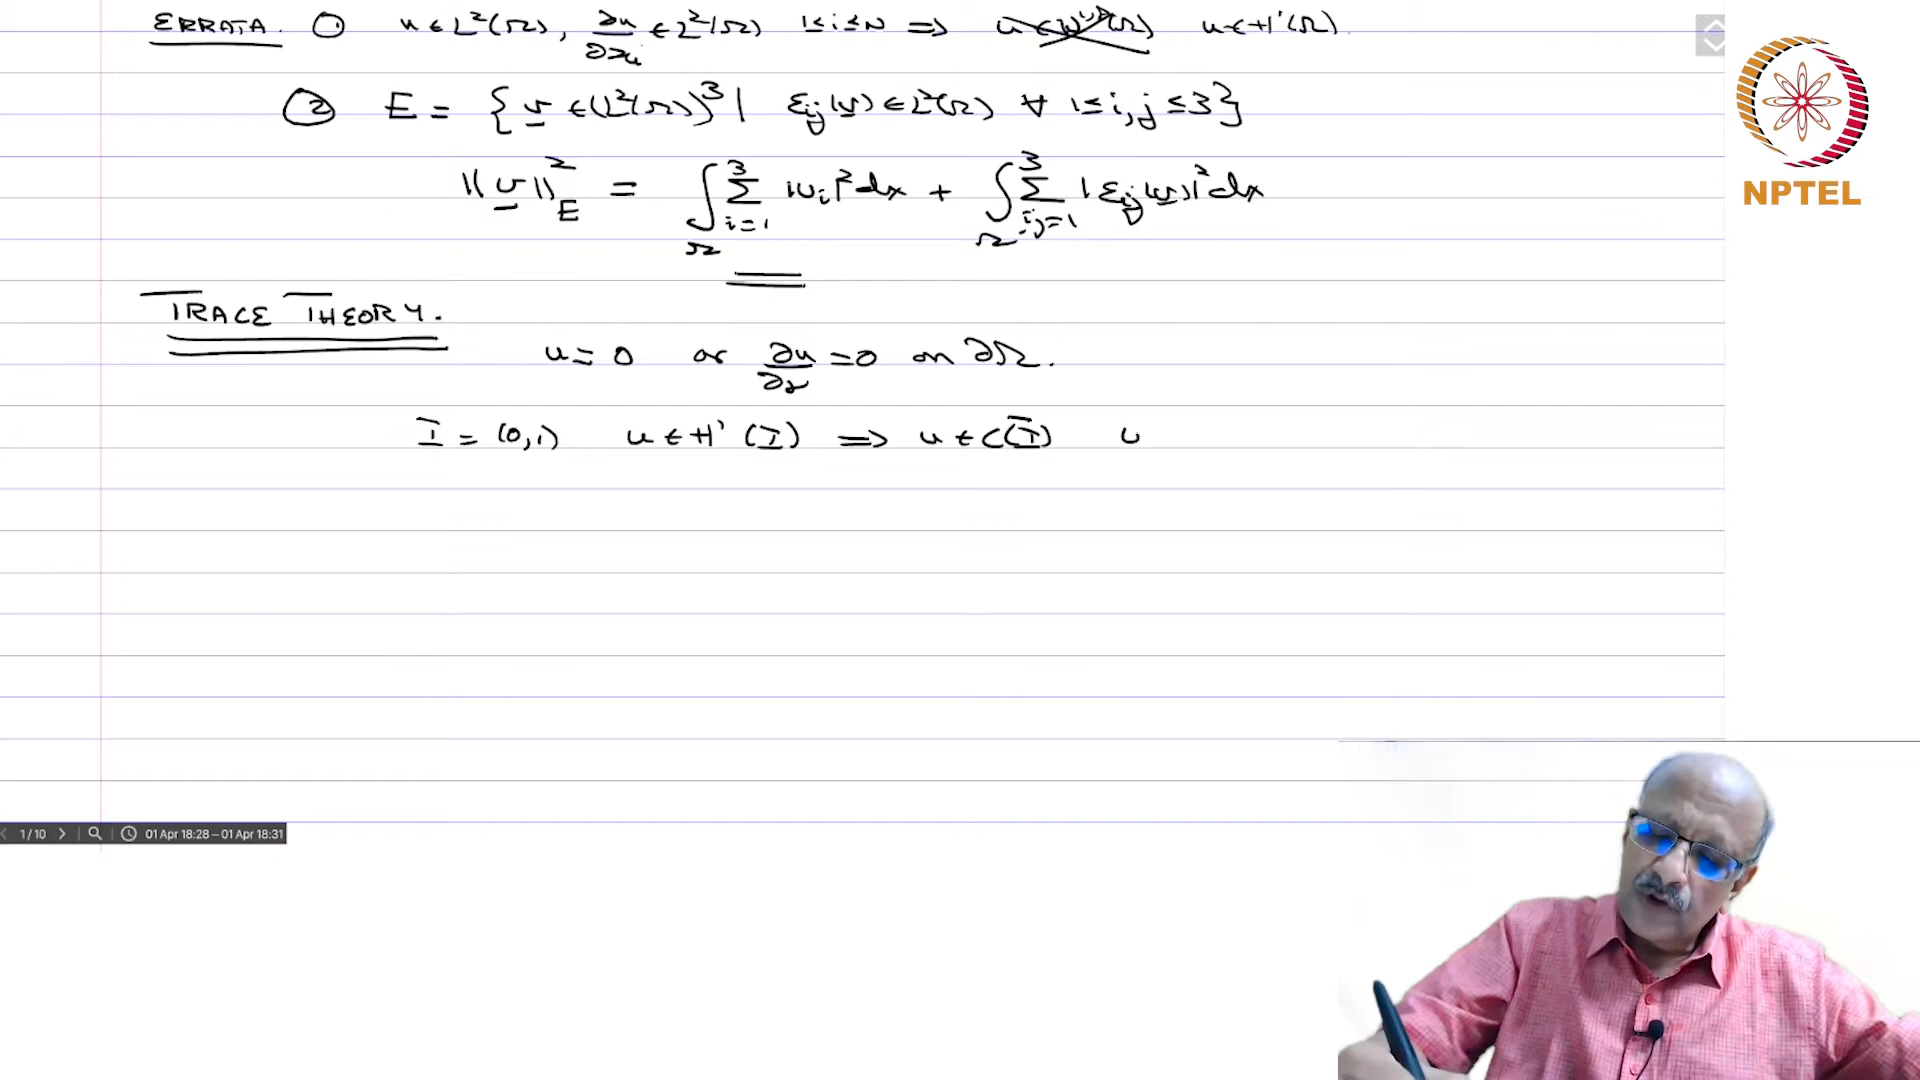 ERRATA. ① u ∈ L²(Ω), ∂u/∂xᵢ ∈ L²(Ω) 1≤i≤N ⇒ u ∈ H¹(Ω).
② E = { v ∈ (L²(Ω))³ | εᵢⱼ(v) ∈ L²(Ω) ∀ 1≤i,j≤3 }
‖v‖²_E = ∫_Ω Σ_{i=1}^3 |vᵢ|² dx + ∫_Ω Σ_{i,j=1}^3 |εᵢⱼ(v)|² dx
TRACE THEORY.
u = 0 or ∂u/∂ν = 0 on ∂Ω.
I = (0,1) u ∈ H¹(I) ⇒ u ∈ C(Ī) u
NPTEL
1/10 01 Apr 18:28 – 01 Apr 18:31